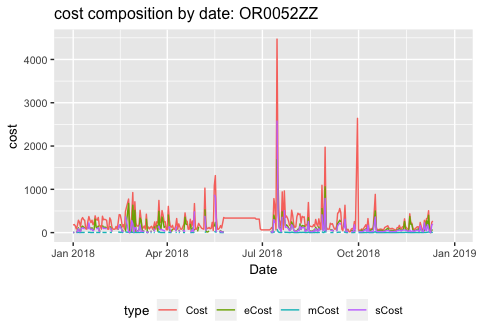 cost composition by date: OR0052ZZ
4000
3000
2000
1000
0
cost
Jan 2018
Apr 2018
Jul 2018
Oct 2018
Jan 2019
Date
type
Cost
eCost
mCost
sCost